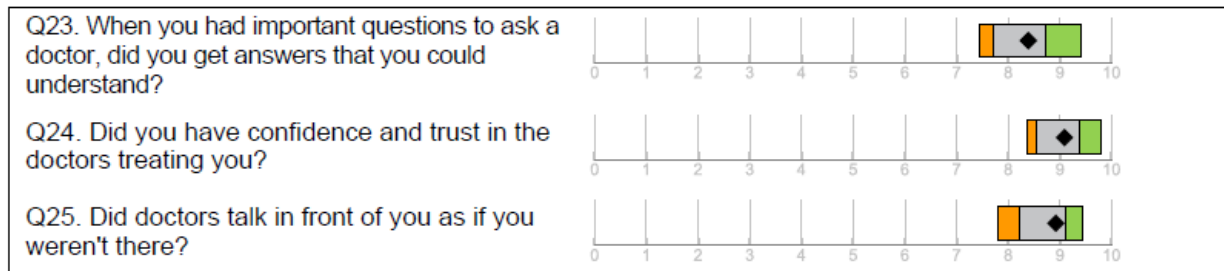 Q23. When you had important questions to ask a
doctor, did you get answers that you could
understand?
0 1 2 3 4 5 6 7 8 9 10
Q24. Did you have confidence and trust in the
doctors treating you?
0 1 2 3 4 5 6 7 8 9 10
Q25. Did doctors talk in front of you as if you
weren't there?
0 1 2 3 4 5 6 7 8 9 10